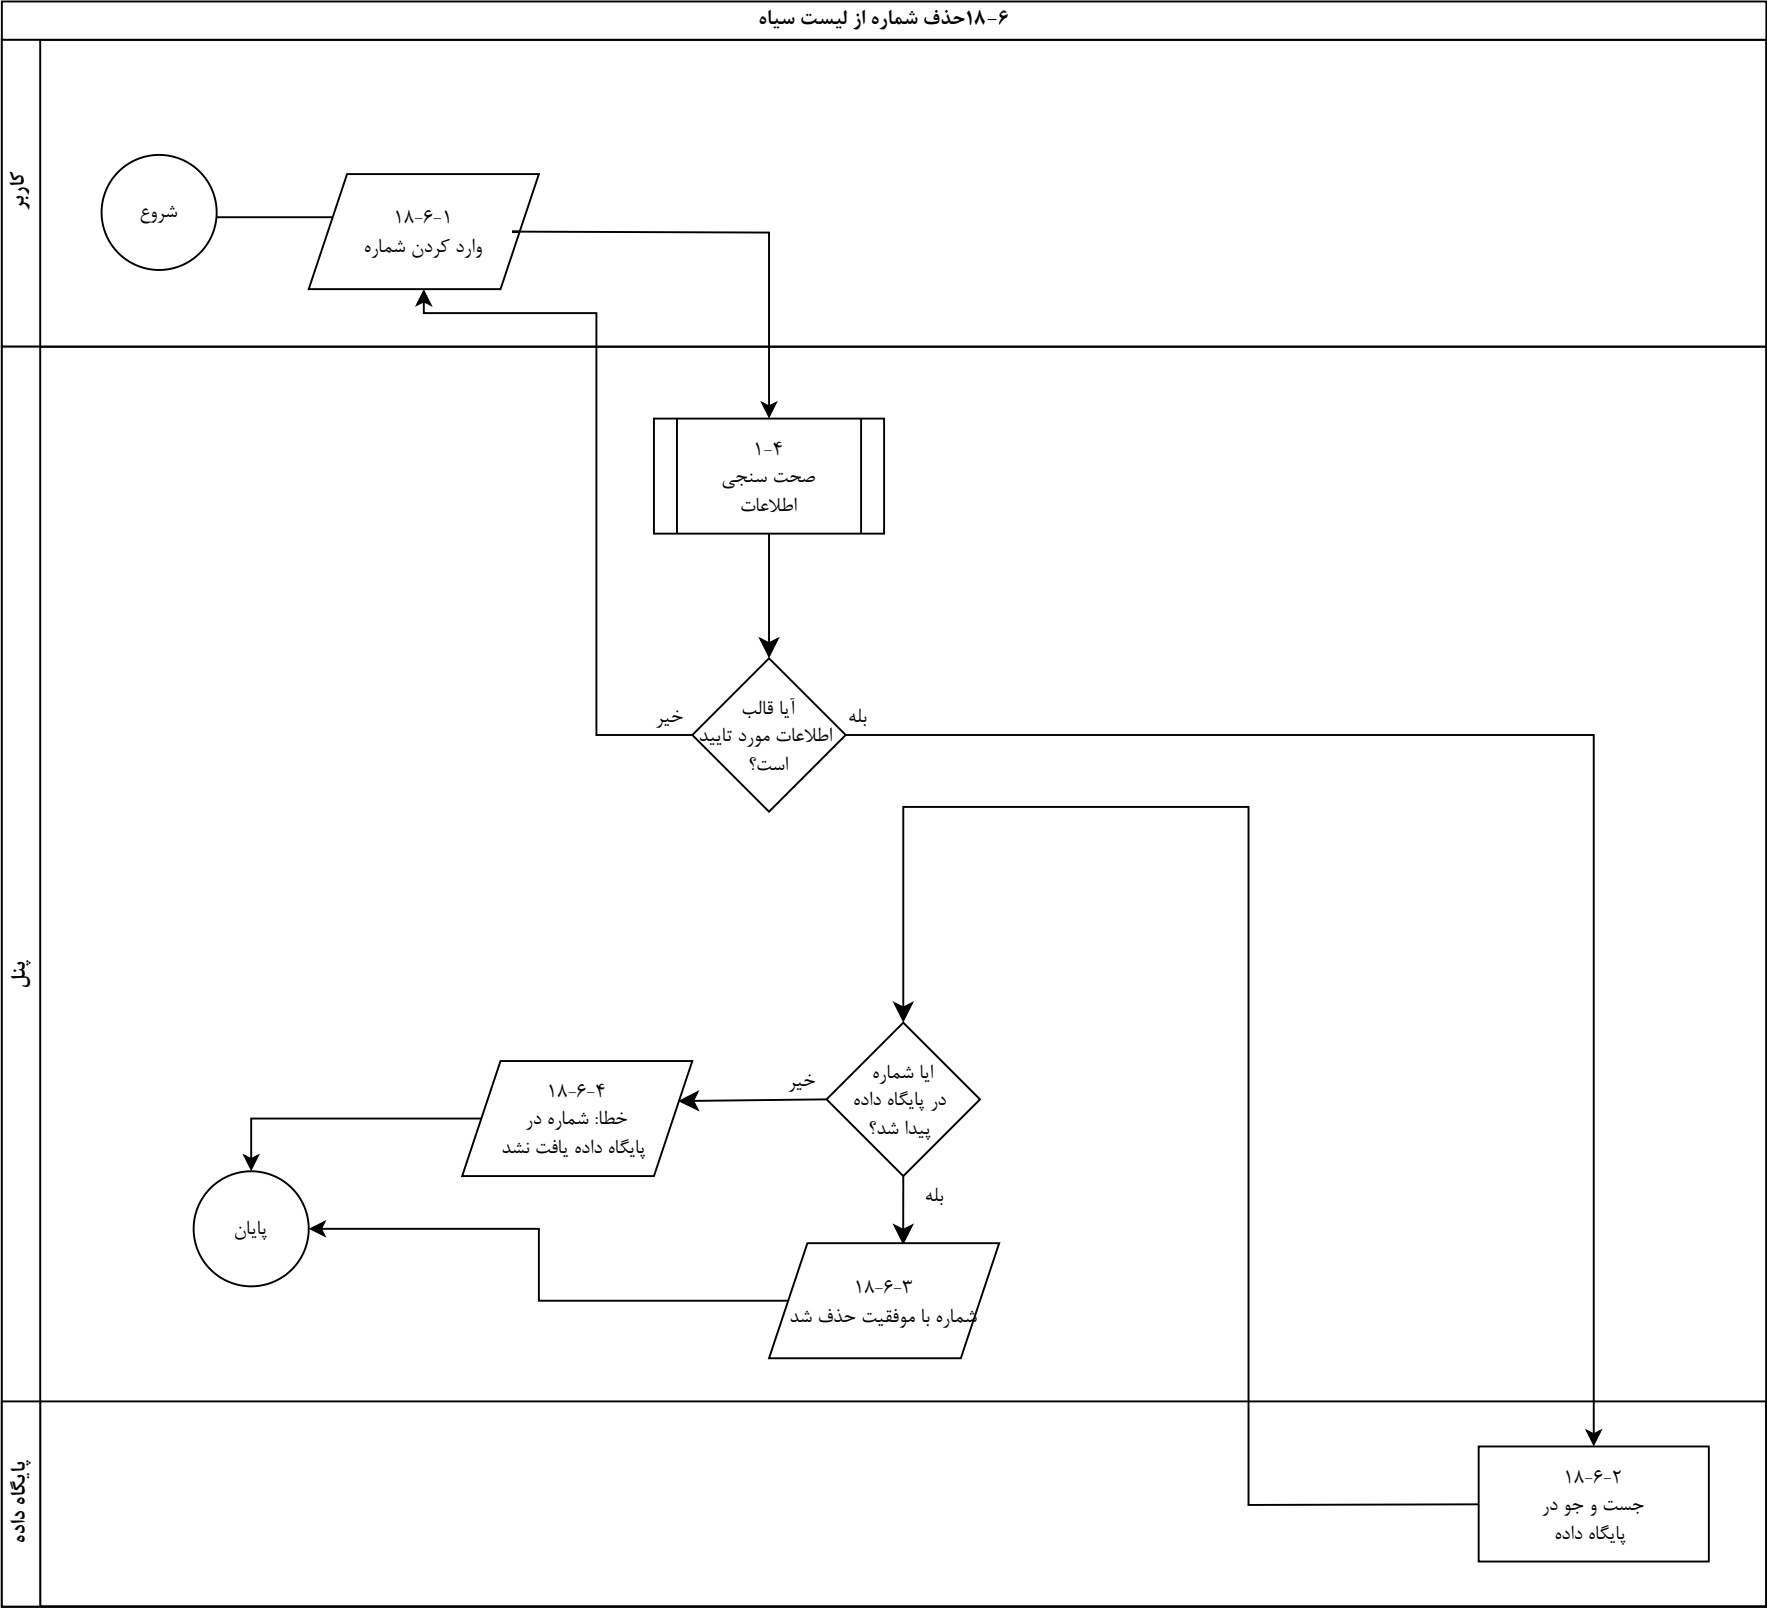 ۱۸-۶حذف شماره از لیست سیاه
کاربر
شروع
۱۸-۶-۱
وارد کردن شماره
پنل
۱-۴
صحت سنجی
اطلاعات
آیا قالب
اطلاعات مورد تایید
است؟
خیر
بله
ایا شماره
در پایگاه داده
پیدا شد؟
خیر
بله
۱۸-۶-۴
خطا: شماره در
پایگاه داده یافت نشد
پایان
۱۸-۶-۳
شماره با موفقیت حذف شد
پایگاه داده
۱۸-۶-۲
جست و جو در
پایگاه داده